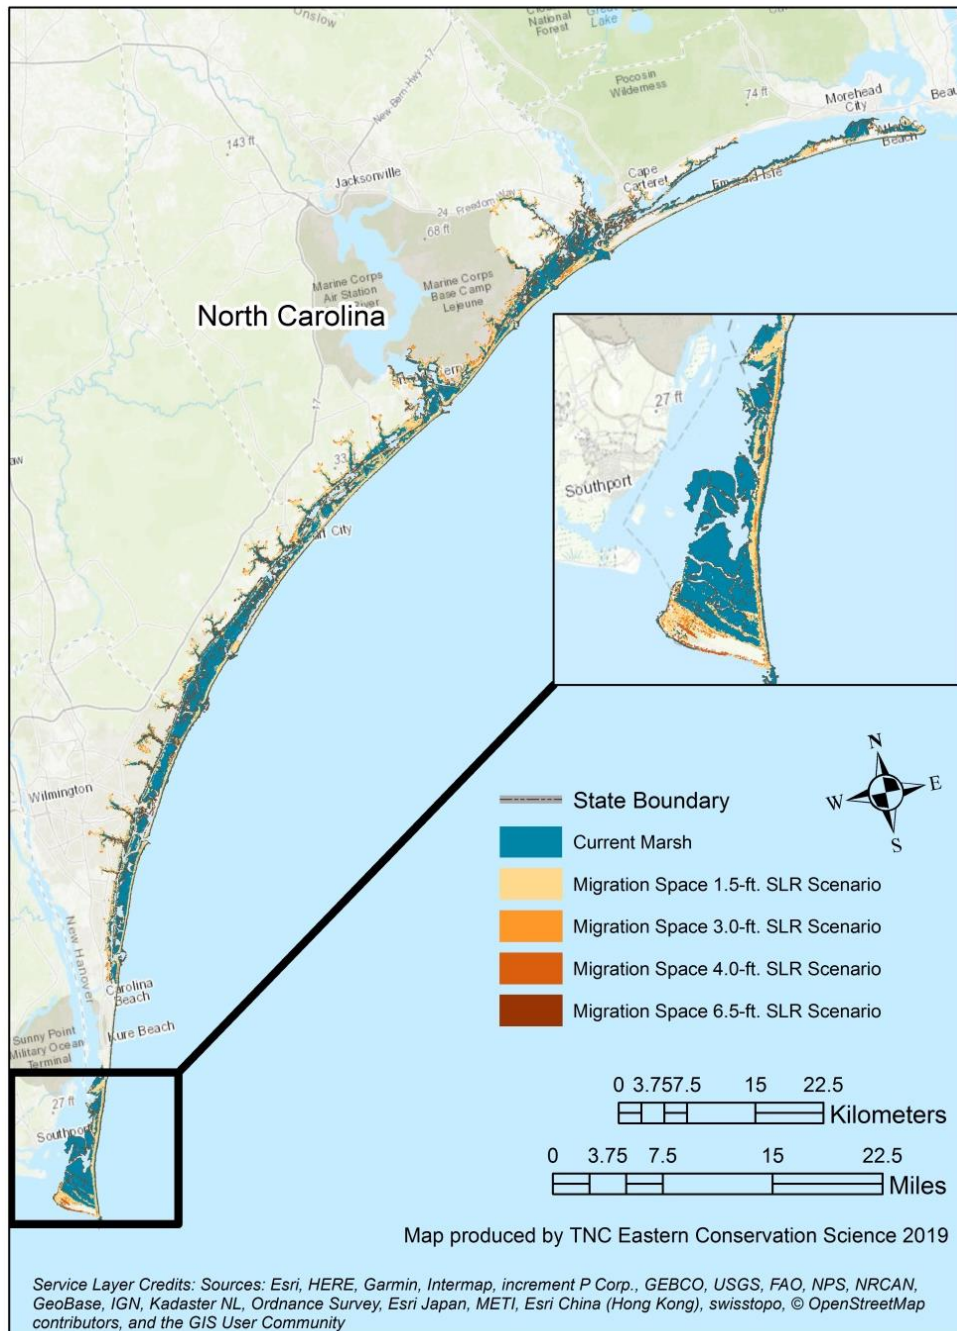 Onslow
National
Forest
Lake
Pocosin
Wilderness
New Bern-Hwy
17
74 ft
Morehead
City
Beau
143 ft
Beach
Jacksonville
Cape
Carteret
Emerald Isle
24
Freedom Way
68 ft
Marine Corps
Air Station
River
Marine Corps
Base Camp
Lejeune
North Carolina
17
27 ft
Southport
33
City
Wilmington
State Boundary
N
W
E
S
Current Marsh
Migration Space 1.5-ft. SLR Scenario
Migration Space 3.0-ft. SLR Scenario
Migration Space 4.0-ft. SLR Scenario
Migration Space 6.5-ft. SLR Scenario
New Hanover
Carolina
Beach
Kure Beach
Sunny Point
Military Ocean
Terminal
27 ft
Southport
0 3.75 7.5 15 22.5
Kilometers
0 3.75 7.5 15 22.5
Miles
Map produced by TNC Eastern Conservation Science 2019
Service Layer Credits: Sources: Esri, HERE, Garmin, Intermap, increment P Corp., GEBCO, USGS, FAO, NPS, NRCAN,
GeoBase, IGN, Kadaster NL, Ordnance Survey, Esri Japan, METI, Esri China (Hong Kong), swisstopo, © OpenStreetMap
contributors, and the GIS User Community